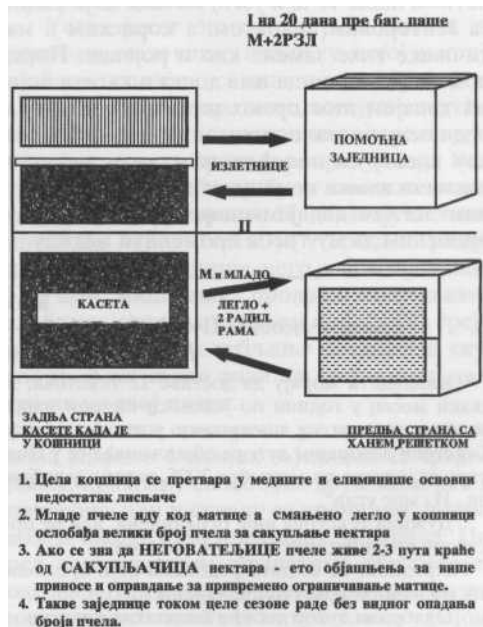 I на 20 дана пре баг. паше
М+2РЗЛ
ПОМОЋНА
ЗАЈЕДНИЦА
ИЗЛЕТНИЦЕ
II
М и МЛАДО
ЛЕГЛО +
2 РАДИЛ.
РАМА
КАСЕТА
ЗАДЊА СТРАНА
КАСЕТЕ КАДА ЈЕ
У КОШНИЦИ
ПРЕДЊА СТРАНА СА
ХАНЕМ,РЕШЕТКОМ
1. Цела кошница се претвара у медиште и елиминише основни
недостатак лисњаче
2. Младе пчеле иду код матице а смањено легло у кошници
ослобађа велики број пчела за сакупљање нектара
3. Ако се зна да НЕГОВАТЕЉИЦЕ пчеле живе 2-3 пута краће
од САКУПЉАЧИЦА нектара - ето објашњења за више
приносе и оправдање за привремено ограничавање матице.
4. Такве заједнице током целе сезоне раде без видног опадања
броја пчела.